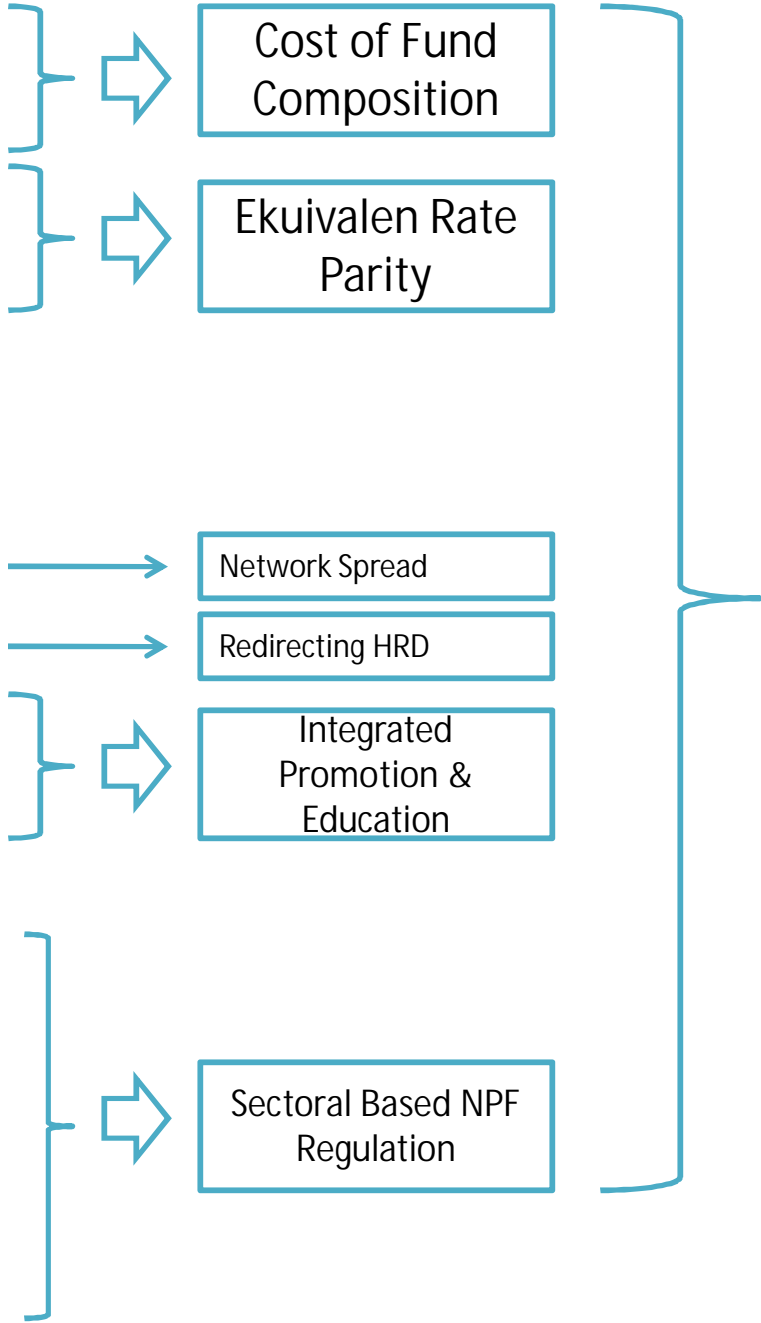 Cost of Fund
Composition
Ekuivalen Rate
Parity
Network Spread
Redirecting HRD
Integrated
Promotion &
Education
Sectoral Based NPF
Regulation